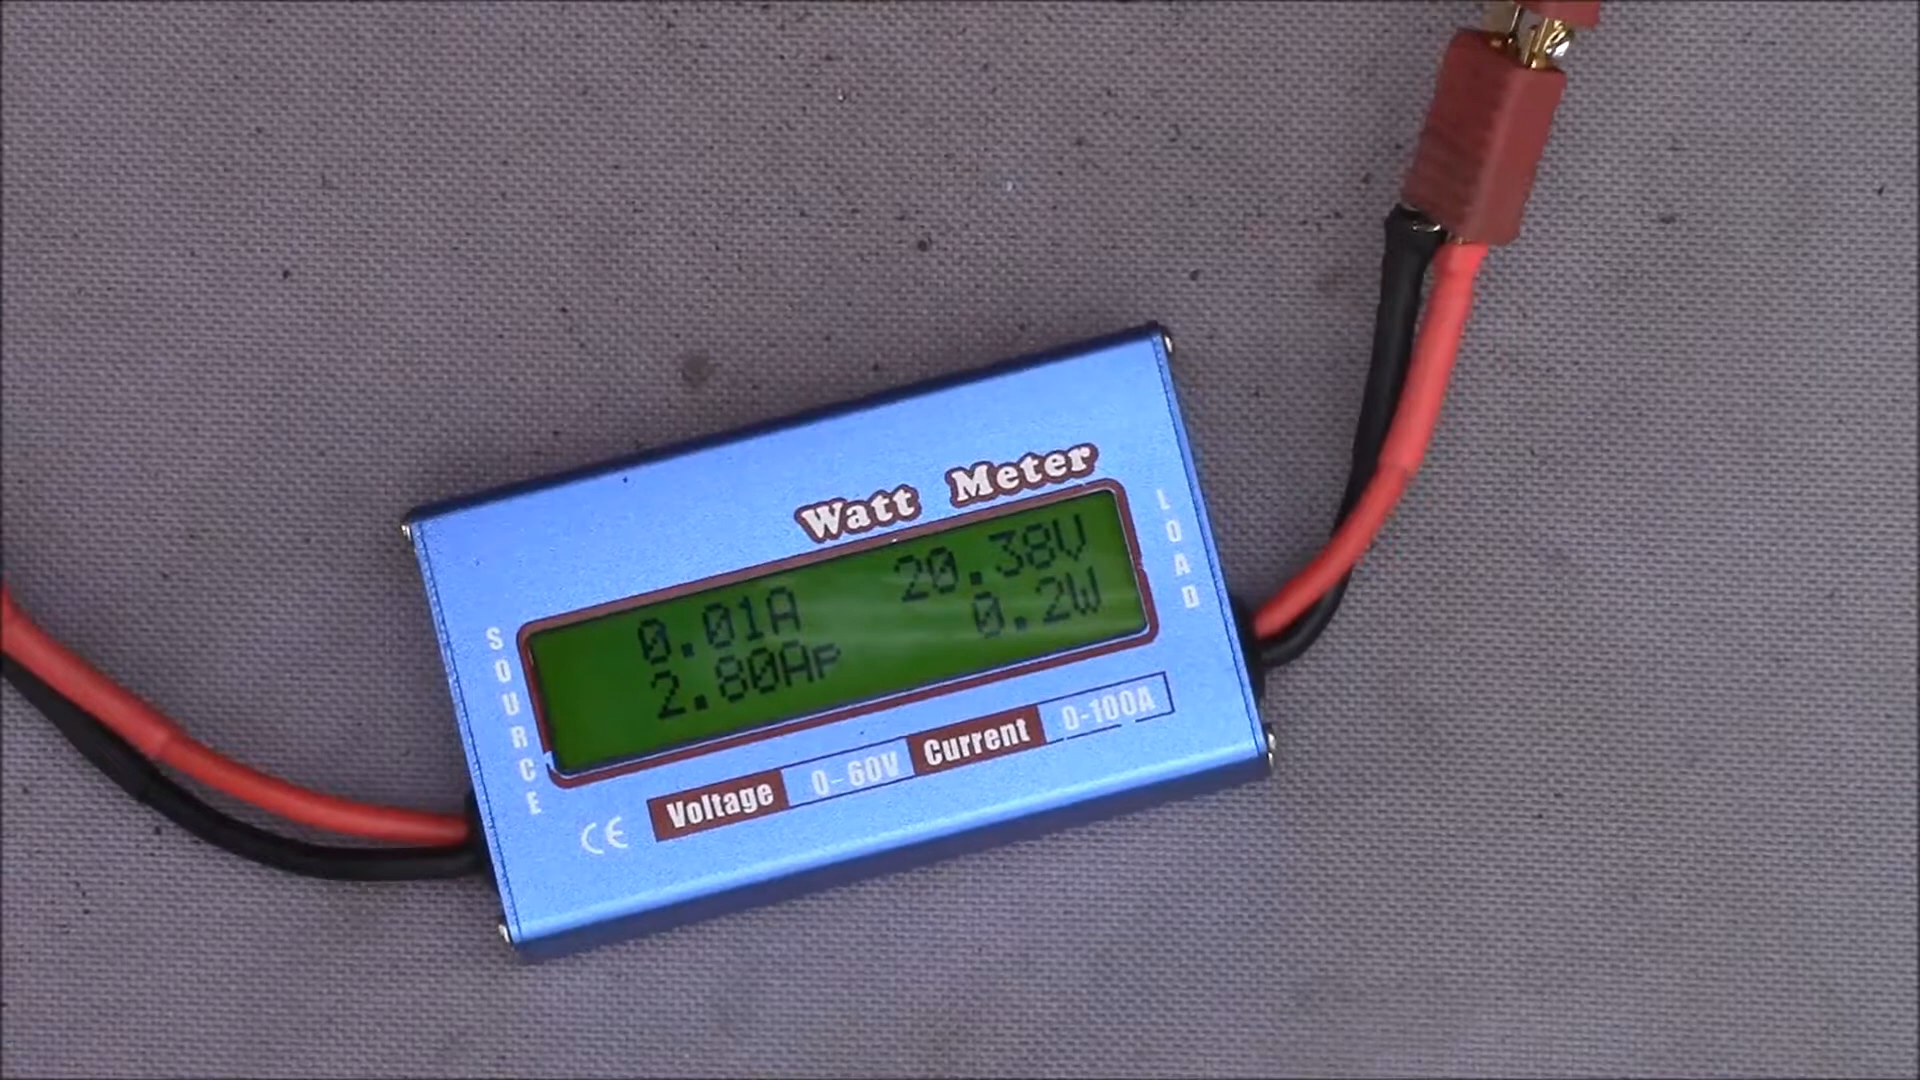 Watt Meter
0.01A 20.38V
2.80Ap 0.2W
SOURCE
LOAD
Voltage 0-60V Current 0-100A
CE